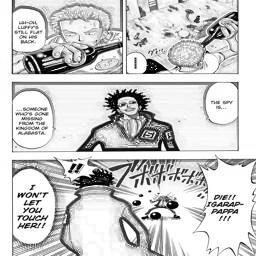 UH-OH,
LUFFY'S
STILL FLAT
ON HIS
BACK.
THE SPY
IS...
...SOMEONE
WHO'S GONE
MISSING FROM
THE KINGDOM
OF
ALABASTA.
DIE!!
IGARAP-
PAPPA
!!!
I
WON'T
LET
YOU
TOUCH
HER!!